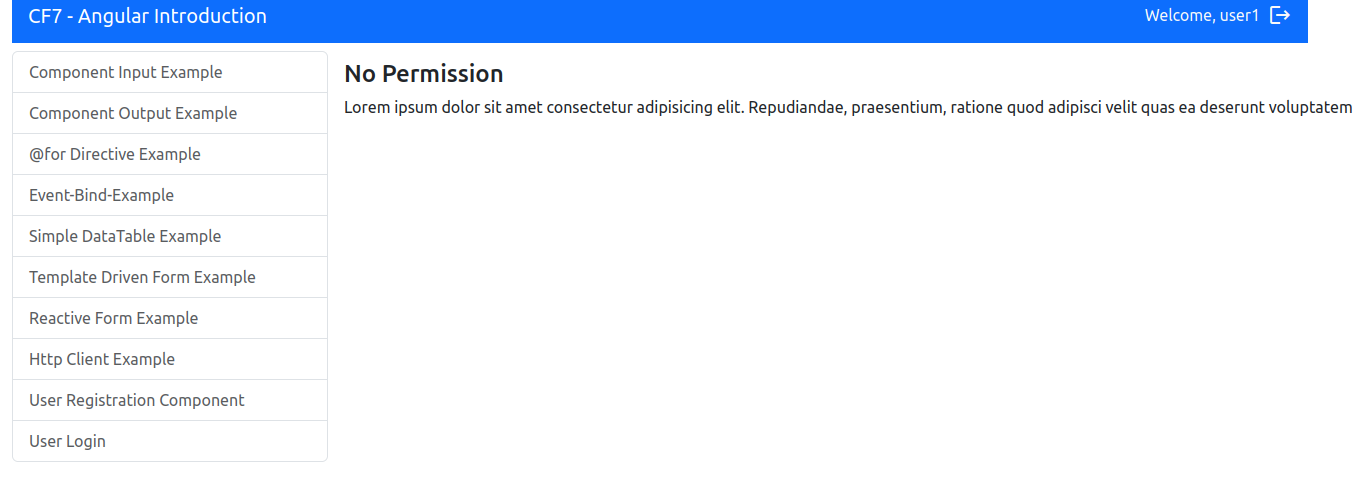 CF7 - Angular Introduction
Welcome, user1
Component Input Example
Component Output Example
@for Directive Example
Event-Bind-Example
Simple DataTable Example
Template Driven Form Example
Reactive Form Example
Http Client Example
User Registration Component
User Login
No Permission
Lorem ipsum dolor sit amet consectetur adipisicing elit. Repudiandae, praesentium, ratione quod adipisci velit quas ea deserunt voluptatem